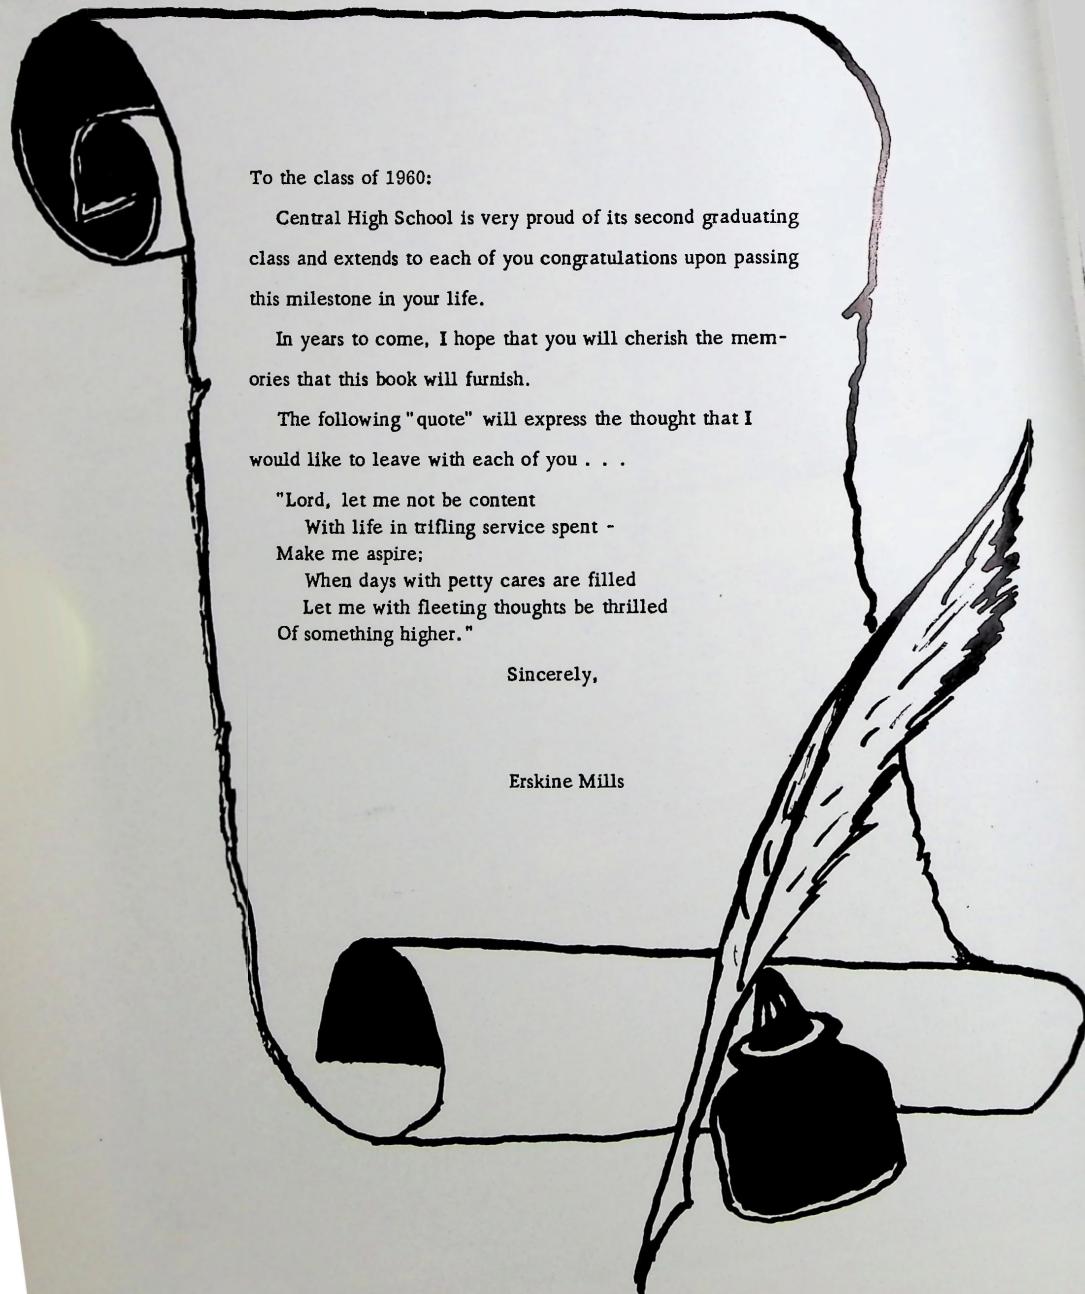 To the class of 1960:
Central High School is very proud of its second graduating
class and extends to each of you congratulations upon passing
this milestone in your life.
In years to come, I hope that you will cherish the mem-
ories that this book will furnish.
The following "quote" will express the thought that I
would like to leave with each of you . . .
"Lord, let me not be content
With life in trifling service spent -
Make me aspire;
When days with petty cares are filled
Let me with fleeting thoughts be thrilled
Of something higher."
Sincerely,
Erskine Mills